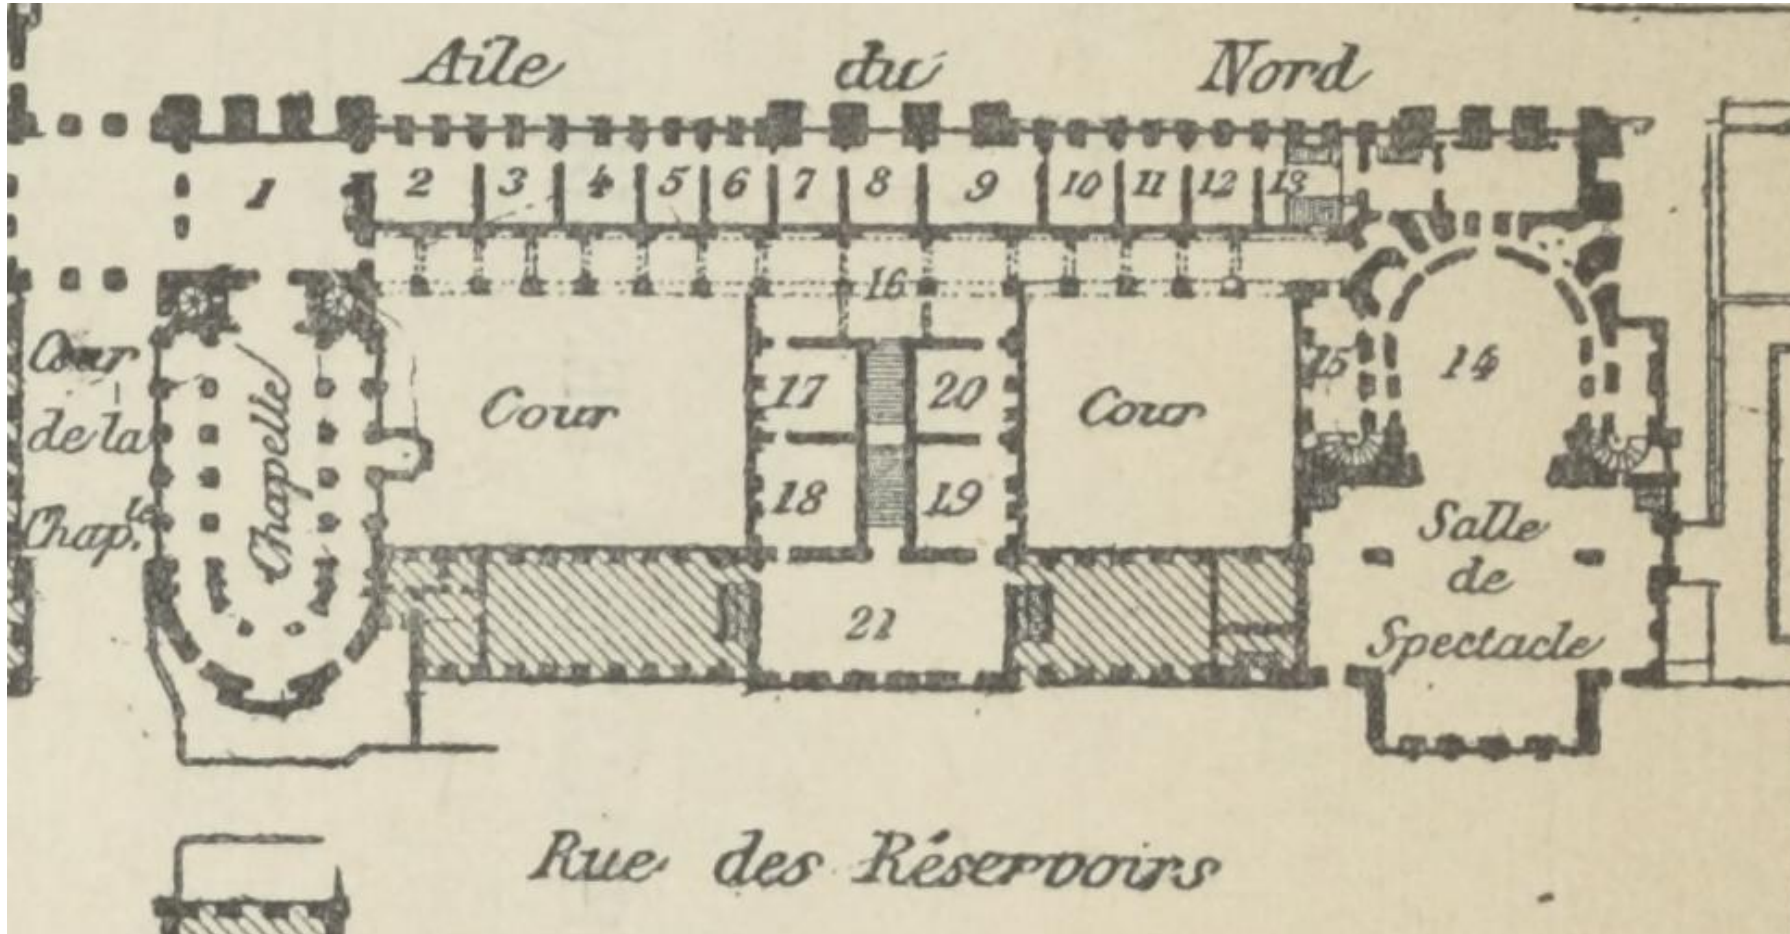 Aile du Nord
1 2 3 4 5 6 7 8 9 10 11 12 13
16
Cour
de la
Chap.le
Chapelle
Cour
17 20
18 19
Cour
15 14
Salle
de
Spectacle
21
Rue des Réservoirs